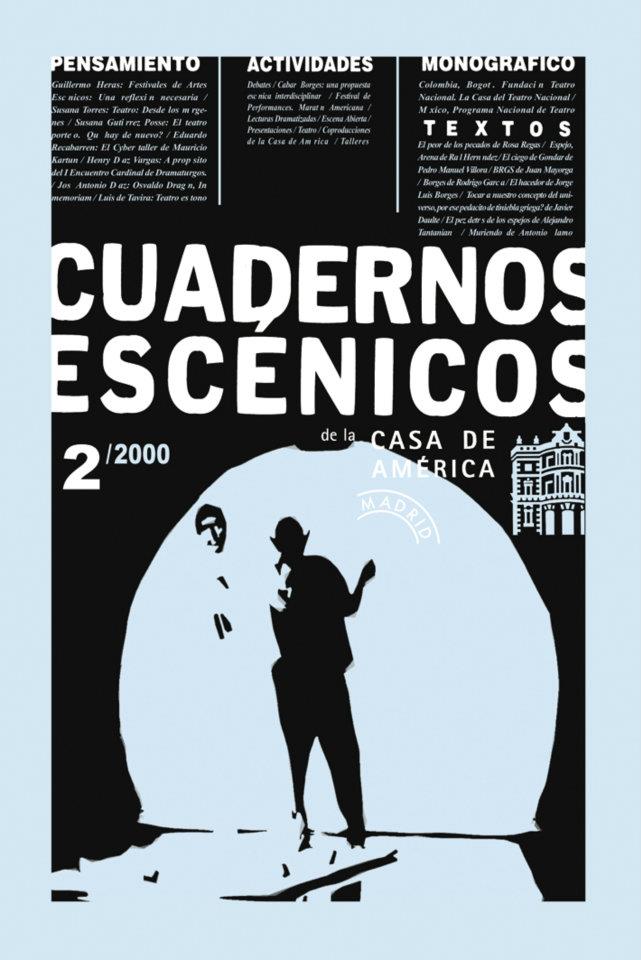 PENSAMIENTO
Guillermo Heras: Festivales de Artes
Esc nicos: Una reflexi n necesaria /
Susana Torres: Teatro: Desde los m rge-
nes / Susana Guti rrez Posse: El teatro
porte o. Qu hay de nuevo? / Eduardo
Recabarren: El Cyber taller de Mauricio
Kartun / Henry D az Vargas: A prop sito
del I Encuentro Cardinal de Dramaturgos.
/ Jos Antonio D az: Osvaldo Drag n, In
memoriam / Luis de Tavira: Teatro es tono
ACTIVIDADES
Debates / Cabar Borges: una propuesta
esc nica interdisciplinar / Festival de
Performances. Marat n Americana /
Lecturas Dramatizadas / Escena Abierta /
Presentaciones / Teatro / Coproducciones
de la Casa de Am rica / Talleres
MONOGRÁFICO
Colombia, Bogot . Fundaci n Teatro
Nacional. La Casa del Teatro Nacional /
M xico, Programa Nacional de Teatro
TEXTOS
El peor de los pecados de Rosa Regas / Espejo,
Arena de Ra l Hern ndez / El ciego de Gondar de
Pedro Manuel Villora / BRGS de Juan Mayorga
/ Borges de Rodrigo Garc a / El hacedor de Jorge
Luis Borges / Tocar a nuestro concepto del uni-
verso, por ese pedacito de tiniebla griega? de Javier
Daulte / El pez detr s de los espejos de Alejandro
Tantanian / Muriendo de Antonio lamo
CUADERNOS
ESCÉNICOS
2/2000
de la CASA DE
AMÉRICA
MADRID